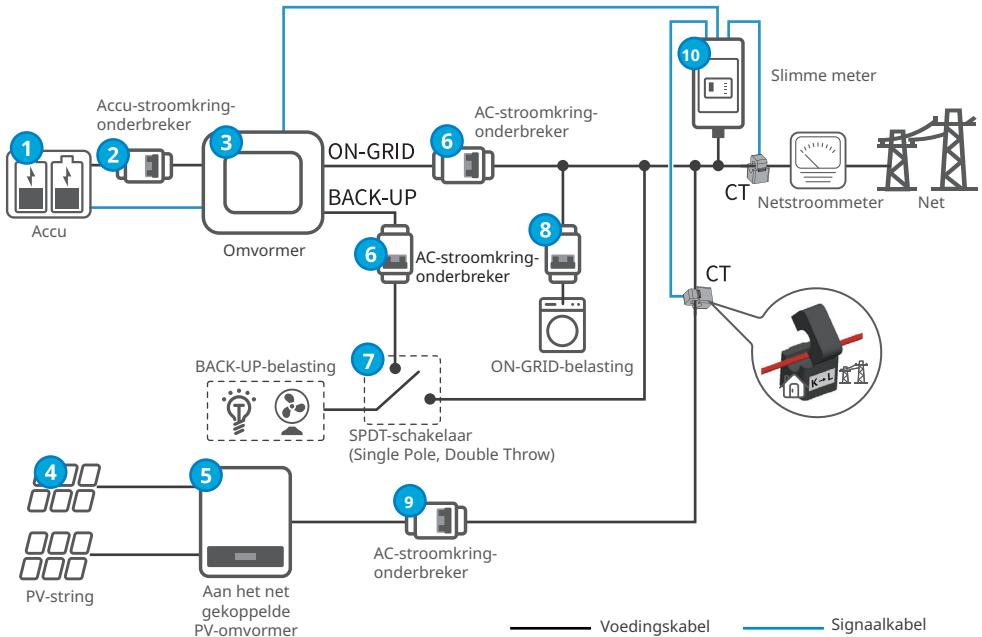 10
Slimme meter
Accu-stroomkring-
onderbreker
AC-stroomkring-
onderbreker
1
2
3
ON-GRID
6
BACK-UP
CT
Netstroommeter
Net
Accu
Omvormer
6
AC-stroomkring-
onderbreker
8
CT
7
BACK-UP-belasting
ON-GRID-belasting
K→L
SPDT-schakelaar
(Single Pole, Double Throw)
4
5
9
AC-stroomkring-
onderbreker
PV-string
Aan het net
gekoppelde
PV-omvormer
Voedingskabel
Signaalkabel